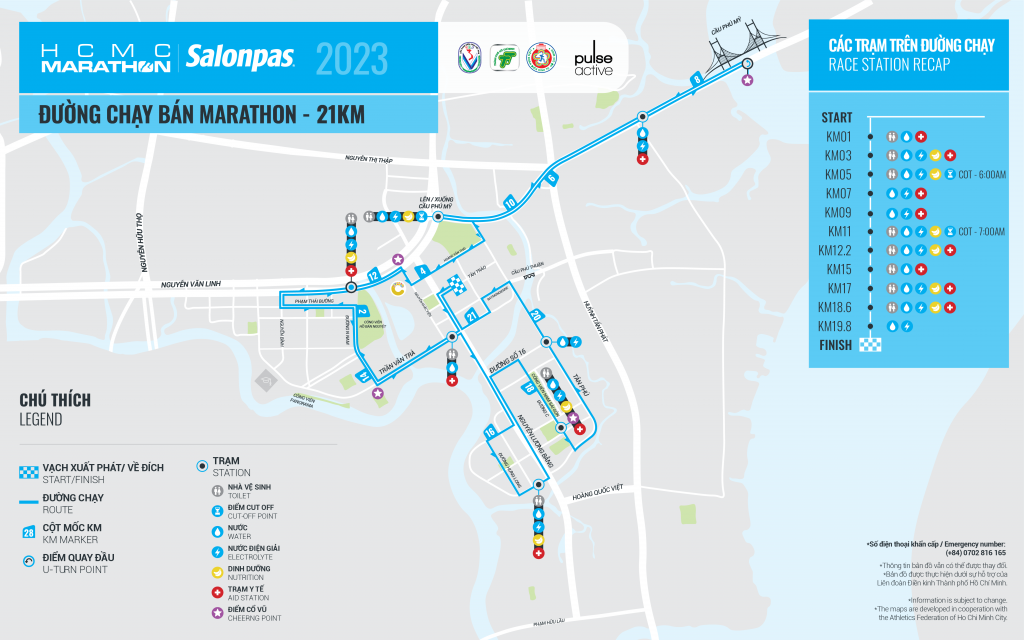 HCMC
MARATHON
Salonpas
2023
pulse
active
ĐƯỜNG CHẠY BÁN MARATHON - 21KM
CẦU PHÚ MỸ
8
NGUYỄN THỊ THẬP
6
10
LÊN / XUỐNG
CẦU PHÚ MỸ
NGUYỄN HỮU THỌ
NGUYỄN VĂN LINH
12
4
TÂN TRÀO
CẦU PHÚ THUẬN
PHẠM THÁI BƯỜNG
2
21
20
HUỲNH TẤN PHÁT
TRẦN VĂN TRÀ
14
ĐƯỜNG SỐ 16
18
TÂN PHÚ
ĐƯỜNG C
CÔNG VIÊN
PANORAMA
16
NGUYỄN LƯƠNG BẰNG
HOÀNG QUỐC VIỆT
PHẠM HỮU LẦU
CÁC TRẠM TRÊN ĐƯỜNG CHẠY
RACE STATION RECAP
START
KM01
KM03
KM05 COT - 6:00AM
KM07
KM09
KM11 COT - 7:00AM
KM12.2
KM15
KM17
KM18.6
KM19.8
FINISH
CHÚ THÍCH
LEGEND
VẠCH XUẤT PHÁT/ VỀ ĐÍCH
START/FINISH
ĐƯỜNG CHẠY
ROUTE
28
CỘT MỐC KM
KM MARKER
ĐIỂM QUAY ĐẦU
U-TURN POINT
TRẠM
STATION
NHÀ VỆ SINH
TOILET
ĐIỂM CUT OFF
CUT-OFF POINT
NƯỚC
WATER
NƯỚC ĐIỆN GIẢI
ELECTROLYTE
DINH DƯỠNG
NUTRITION
TRẠM Y TẾ
AID STATION
ĐIỂM CỔ VŨ
CHEERNG POINT
•Số điện thoại khẩn cấp / Emergency number:
(+84) 0702 816 165
•Thông tin bản đồ vẫn có thể được thay đổi.
•Bản đồ được thực hiện dưới sự hỗ trợ của
Liên đoàn Điền kinh Thành phố Hồ Chí Minh.
•Information is subject to change.
•The maps are developed in cooperation with
the Athletics Federation of Ho Chi Minh City.